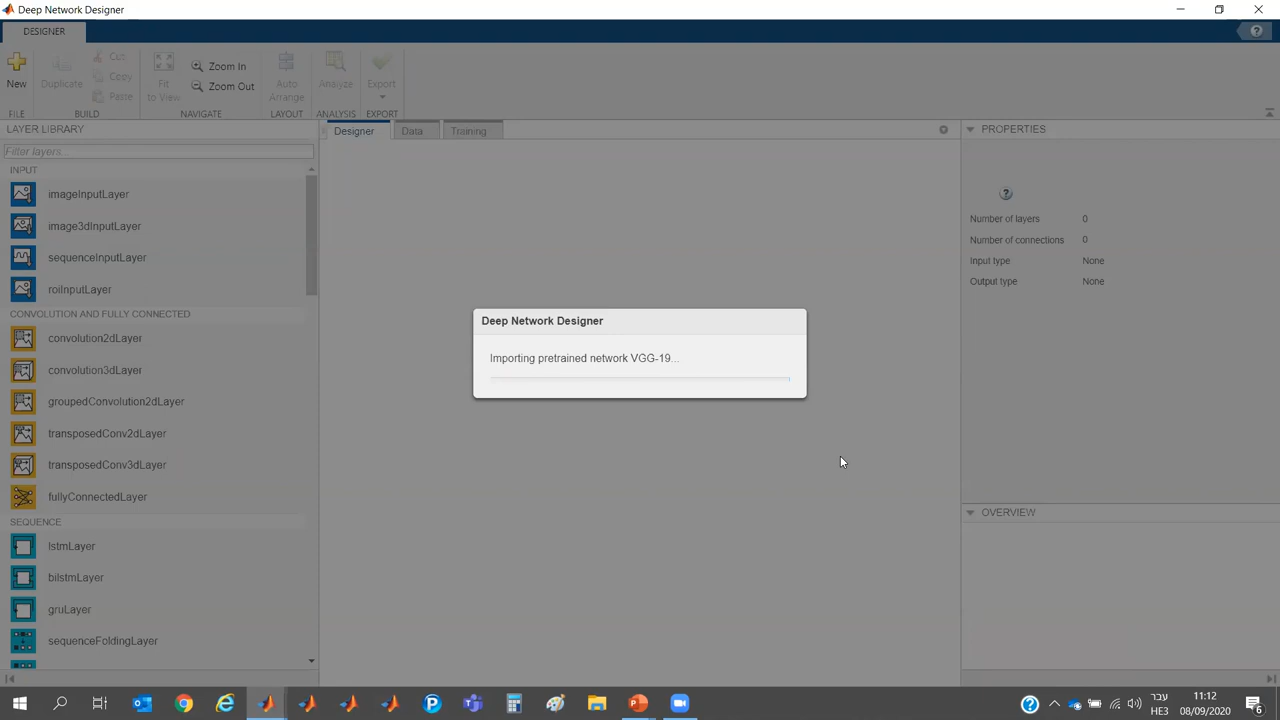 Deep Network Designer
DESIGNER
New
Duplicate
Cut
Copy
Paste
Fit
to View
Zoom In
Zoom Out
Auto
Arrange
Analyze
Export
FILE
BUILD
NAVIGATE
LAYOUT
ANALYSIS
EXPORT
LAYER LIBRARY
Filter layers...
INPUT
imageInputLayer
image3dInputLayer
sequenceInputLayer
roiInputLayer
CONVOLUTION AND FULLY CONNECTED
convolution2dLayer
convolution3dLayer
groupedConvolution2dLayer
transposedConv2dLayer
transposedConv3dLayer
fullyConnectedLayer
SEQUENCE
lstmLayer
bilstmLayer
gruLayer
sequenceFoldingLayer
Designer
Data
Training
Deep Network Designer
Importing pretrained network VGG-19...
PROPERTIES
?
Number of layers 0
Number of connections 0
Input type None
Output type None
OVERVIEW
עבר
HE3
11:12
08/09/2020
6